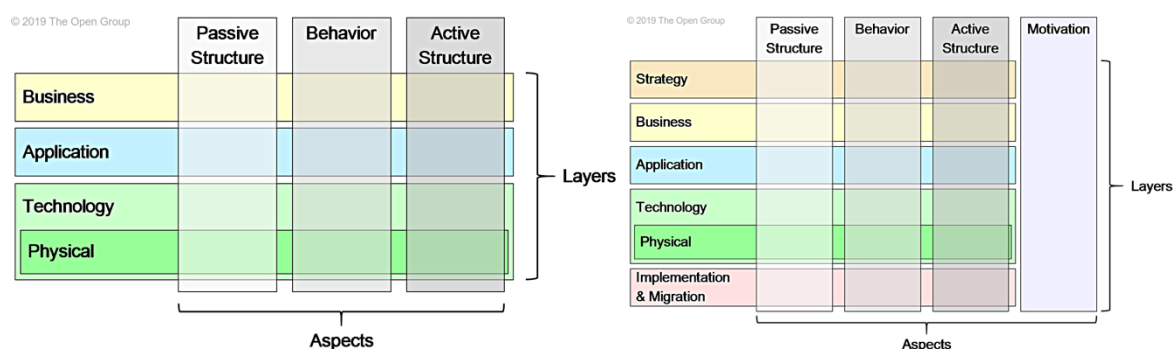 © 2019 The Open Group
Passive
Structure
Behavior
Active
Structure
Business
Application
Technology
Physical
Layers
Aspects
© 2019 The Open Group
Passive
Structure
Behavior
Active
Structure
Motivation
Strategy
Business
Application
Technology
Physical
Implementation
& Migration
Layers
Aspects